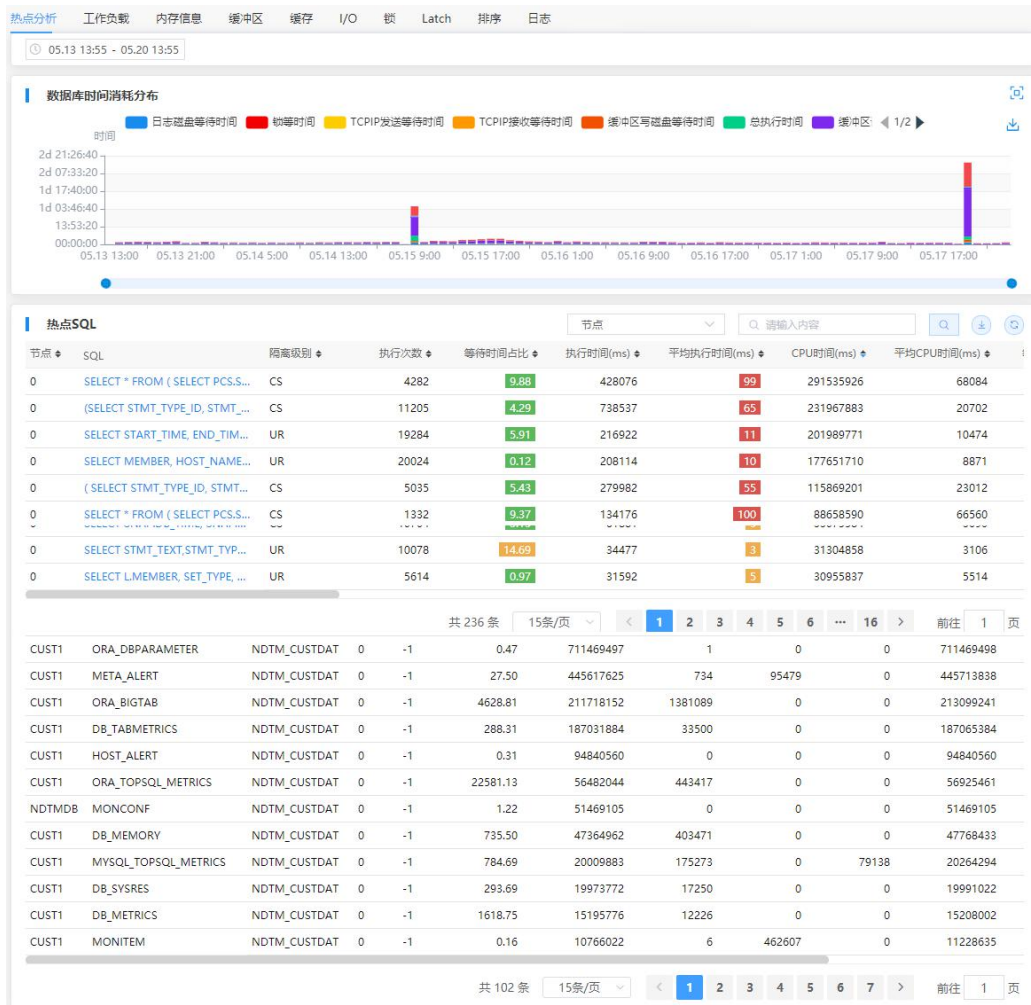 热点分析 工作负载 内存信息 缓冲区 缓存 I/O 锁 Latch 排序 日志
05.13 13:55 - 05.20 13:55
数据库时间消耗分布
日志磁盘等待时间 锁等时间 TCPIP发送等待时间 TCPIP接收等待时间 缓冲区写磁盘等待时间 总执行时间 缓冲区 1/2
时间
2d 21:26:40
2d 07:33:20
1d 17:40:00
1d 03:46:40
13:53:20
00:00:00
05.13 13:00 05.13 21:00 05.14 5:00 05.14 13:00 05.15 9:00 05.15 17:00 05.16 1:00 05.16 9:00 05.16 17:00 05.17 1:00 05.17 9:00 05.17 17:00
热点SQL 节点 请输入内容
节点 SQL 隔离级别 执行次数 等待时间占比 执行时间(ms) 平均执行时间(ms) CPU时间(ms) 平均CPU时间(ms)
0 SELECT * FROM ( SELECT PCS.S... CS 4282 9.88 428076 99 291535926 68084
0 (SELECT STMT_TYPE_ID, STMT_... CS 11205 4.29 738537 65 231967883 20702
0 SELECT START_TIME, END_TIM... UR 19284 5.91 216922 11 201989771 10474
0 SELECT MEMBER, HOST_NAME... UR 20024 0.12 208114 10 177651710 8871
0 ( SELECT STMT_TYPE_ID, STMT... CS 5035 5.43 279982 55 115869201 23012
0 SELECT * FROM ( SELECT PCS.S... CS 1332 9.37 134176 100 88658590 66560
0 SELECT STMT_TEXT,STMT_TYP... UR 10078 14.69 34477 3 31304858 3106
0 SELECT L.MEMBER, SET_TYPE, ... UR 5614 0.97 31592 5 30955837 5514
共 236 条 15条/页 < 1 2 3 4 5 6 ... 16 > 前往 1 页
CUST1 ORA_DBPARAMETER NDTM_CUSTDAT 0 -1 0.47 711469497 1 0 0 711469498
CUST1 META_ALERT NDTM_CUSTDAT 0 -1 27.50 445617625 734 95479 0 445713838
CUST1 ORA_BIGTAB NDTM_CUSTDAT 0 -1 4628.81 211718152 1381089 0 0 213099241
CUST1 DB_TABMETRICS NDTM_CUSTDAT 0 -1 288.31 187031884 33500 0 0 187065384
CUST1 HOST_ALERT NDTM_CUSTDAT 0 -1 0.31 94840560 0 0 0 94840560
CUST1 ORA_TOPSQL_METRICS NDTM_CUSTDAT 0 -1 22581.13 56482044 443417 0 0 56925461
NDTMDB MONCONF NDTM_CUSTDAT 0 -1 1.22 51469105 0 0 0 51469105
CUST1 DB_MEMORY NDTM_CUSTDAT 0 -1 735.50 47364962 403471 0 0 47768433
CUST1 MYSQL_TOPSQL_METRICS NDTM_CUSTDAT 0 -1 784.69 20009883 175273 0 79138 20264294
CUST1 DB_SYSRES NDTM_CUSTDAT 0 -1 293.69 19973772 17250 0 0 19991022
CUST1 DB_METRICS NDTM_CUSTDAT 0 -1 1618.75 15195776 12226 0 0 15208002
CUST1 MONITEM NDTM_CUSTDAT 0 -1 0.16 10766022 6 462607 0 11228635
共 102 条 15条/页 < 1 2 3 4 5 6 7 > 前往 1 页